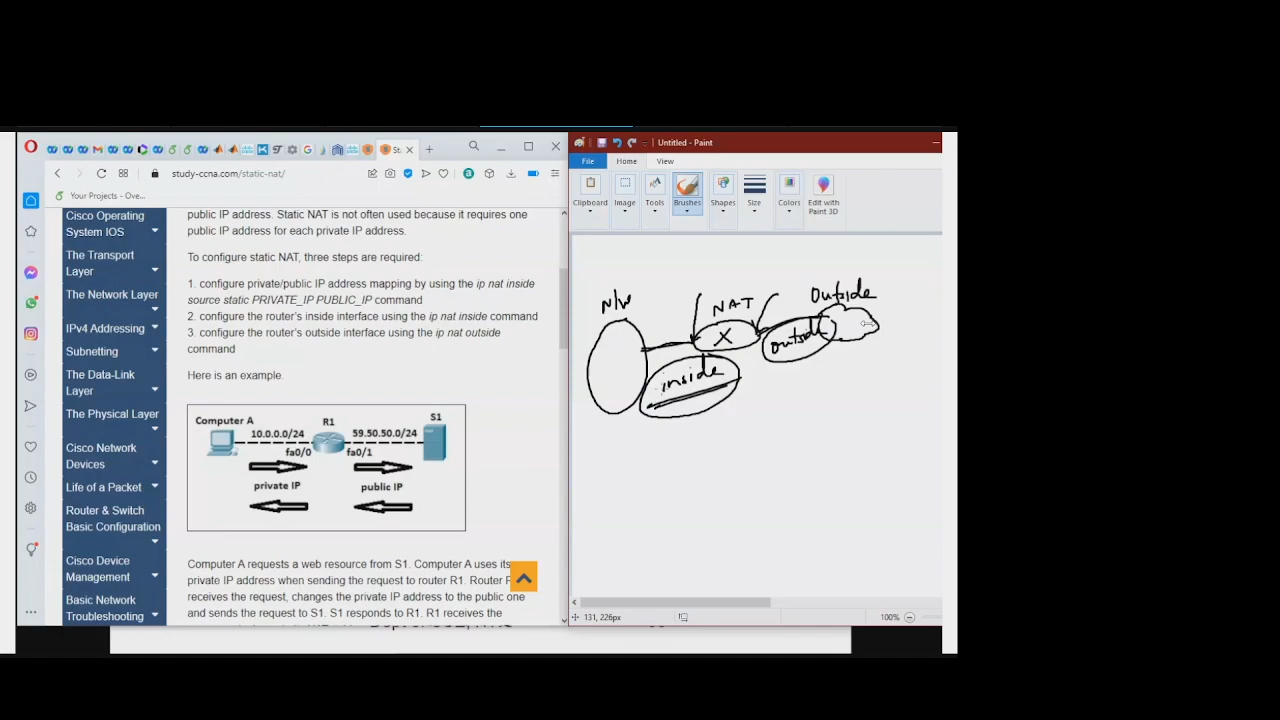 Untitled - Paint
St.
study-ccna.com/static-nat/
File
Home
View
Your Projects - Ove...
Clipboard
Image
Tools
Brushes
Shapes
Size
Colors
Edit with
Paint 3D
Cisco Operating
System IOS
The Transport
Layer
The Network Layer
IPv4 Addressing
Subnetting
The Data-Link
Layer
The Physical Layer
Cisco Network
Devices
Life of a Packet
Router & Switch
Basic Configuration
Cisco Device
Management
Basic Network
Troubleshooting
public IP address. Static NAT is not often used because it requires one
public IP address for each private IP address.
To configure static NAT, three steps are required:
1. configure private/public IP address mapping by using the ip nat inside
source static PRIVATE_IP PUBLIC_IP command
2. configure the router's inside interface using the ip nat inside command
3. configure the router's outside interface using the ip nat outside
command
Here is an example.
Computer A
R1
S1
10.0.0.0/24
59.50.50.0/24
fa0/0
fa0/1
private IP
public IP
Computer A requests a web resource from S1. Computer A uses its
private IP address when sending the request to router R1. Router
receives the request, changes the private IP address to the public one
and sends the request to S1. S1 responds to R1. R1 receives the
N/W
NAT
Outside
X
outside
inside
131, 226px
100%